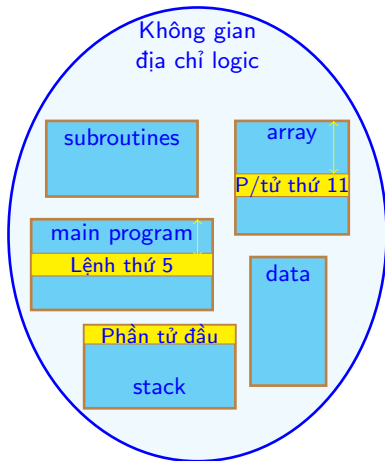 Không gian
địa chỉ logic
subroutines
array
P/tử thứ 11
main program
Lệnh thứ 5
data
Phần tử đầu
stack